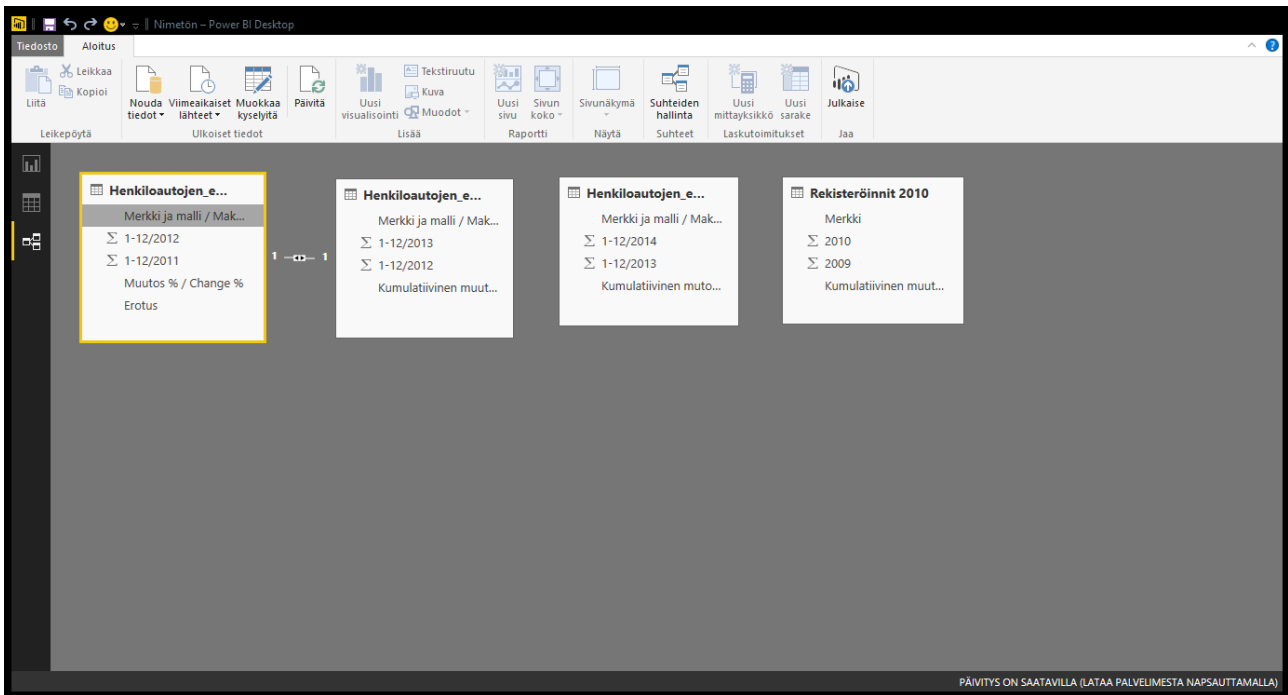 Nimetön – Power BI Desktop
Tiedosto Aloitus
Liitä
Leikkaa
Kopioi
Leikepöytä
Nouda tiedot
Viimeaikaiset lähteet
Muokkaa kyselyitä
Päivitä
Ulkoiset tiedot
Uusi visualisointi
Tekstiruutu
Kuva
Muodot
Lisää
Uusi sivu
Sivun koko
Raportti
Sivunäkymä
Näytä
Suhteiden hallinta
Suhteet
Uusi mittayksikkö
Uusi sarake
Laskutoimitukset
Julkaise
Jaa
Henkiloautojen_e...
Merkki ja malli / Mak...
∑ 1-12/2012
∑ 1-12/2011
Muutos % / Change %
Erotus
1 1
Henkiloautojen_e...
Merkki ja malli / Mak...
∑ 1-12/2013
∑ 1-12/2012
Kumulatiivinen muut...
Henkiloautojen_e...
Merkki ja malli / Mak...
∑ 1-12/2014
∑ 1-12/2013
Kumulatiivinen muto...
Rekisteröinnit 2010
Merkki
∑ 2010
∑ 2009
Kumulatiivinen muut...
PÄIVITYS ON SAATAVILLA (LATAA PALVELIMESTA NAPSAUTTAMALLA)